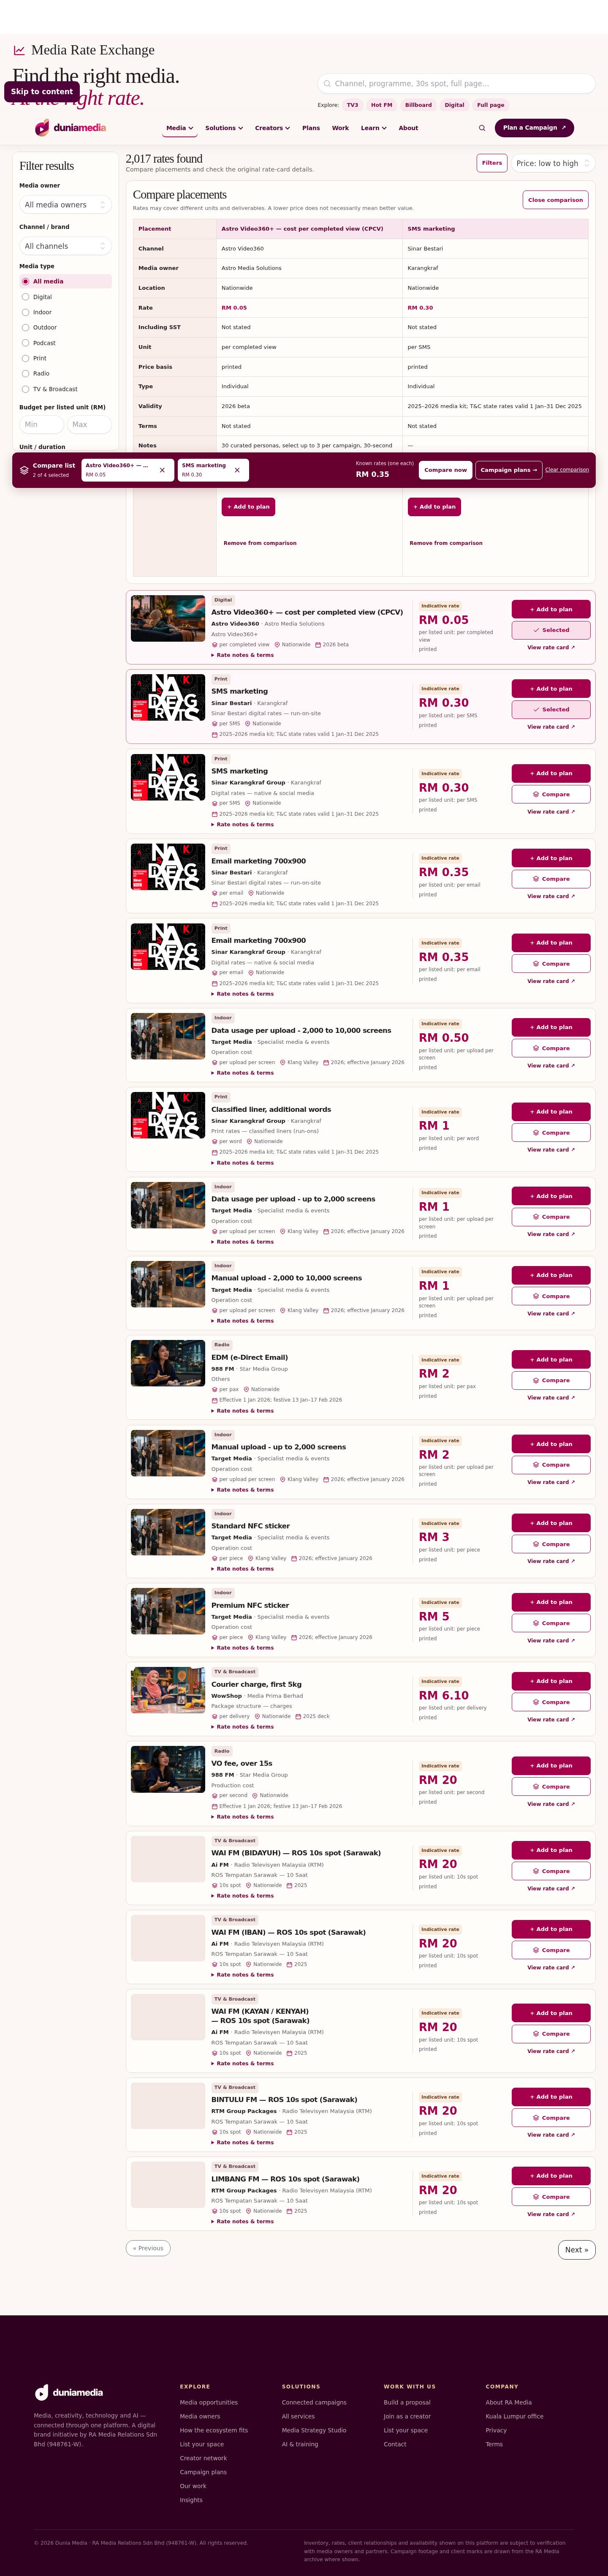 Media Rate Exchange
Find the right media.
At the right rate.
Skip to content
Channel, programme, 30s spot, full page...
Explore: TV3 Hot FM Billboard Digital Full page
duniamedia
Media Solutions Creators Plans Work Learn About
Plan a Campaign ↗
Filter results
Media owner
All media owners
Channel / brand
All channels
Media type
All media
Digital
Indoor
Outdoor
Podcast
Print
Radio
TV & Broadcast
Budget per listed unit (RM)
Min Max
Unit / duration
2,017 rates found
Compare placements and check the original rate-card details.
Filters
Price: low to high
Compare placements
Rates may cover different units and deliverables. A lower price does not necessarily mean better value.
Close comparison
Placement Astro Video360+ — cost per completed view (CPCV) SMS marketing
Channel Astro Video360 Sinar Bestari
Media owner Astro Media Solutions Karangkraf
Location Nationwide Nationwide
Rate RM 0.05 RM 0.30
Including SST Not stated Not stated
Unit per completed view per SMS
Price basis printed printed
Type Individual Individual
Validity 2026 beta 2025–2026 media kit; T&C state rates valid 1 Jan–31 Dec 2025
Terms Not stated Not stated
Notes 30 curated personas, select up to 3 per campaign, 30-second —
Compare list
2 of 4 selected
Astro Video360+ — ...
RM 0.05
SMS marketing
RM 0.30
Known rates (one each)
RM 0.35
Compare now
Campaign plans →
Clear comparison
+ Add to plan + Add to plan
Remove from comparison Remove from comparison
Digital
Astro Video360+ — cost per completed view (CPCV)
Astro Video360 · Astro Media Solutions
Astro Video360+
per completed view Nationwide 2026 beta
Rate notes & terms
Indicative rate
RM 0.05
per listed unit: per completed
view
printed
+ Add to plan
Selected
View rate card ↗
Print
SMS marketing
Sinar Bestari · Karangkraf
Sinar Bestari digital rates — run-on-site
per SMS Nationwide
2025–2026 media kit; T&C state rates valid 1 Jan–31 Dec 2025
Indicative rate
RM 0.30
per listed unit: per SMS
printed
+ Add to plan
Selected
View rate card ↗
Print
SMS marketing
Sinar Karangkraf Group · Karangkraf
Digital rates — native & social media
per SMS Nationwide
2025–2026 media kit; T&C state rates valid 1 Jan–31 Dec 2025
Rate notes & terms
Indicative rate
RM 0.30
per listed unit: per SMS
printed
+ Add to plan
Compare
View rate card ↗
Print
Email marketing 700x900
Sinar Bestari · Karangkraf
Sinar Bestari digital rates — run-on-site
per email Nationwide
2025–2026 media kit; T&C state rates valid 1 Jan–31 Dec 2025
Indicative rate
RM 0.35
per listed unit: per email
printed
+ Add to plan
Compare
View rate card ↗
Print
Email marketing 700x900
Sinar Karangkraf Group · Karangkraf
Digital rates — native & social media
per email Nationwide
2025–2026 media kit; T&C state rates valid 1 Jan–31 Dec 2025
Rate notes & terms
Indicative rate
RM 0.35
per listed unit: per email
printed
+ Add to plan
Compare
View rate card ↗
Indoor
Data usage per upload - 2,000 to 10,000 screens
Target Media · Specialist media & events
Operation cost
per upload per screen Klang Valley 2026; effective January 2026
Rate notes & terms
Indicative rate
RM 0.50
per listed unit: per upload per
screen
printed
+ Add to plan
Compare
View rate card ↗
Print
Classified liner, additional words
Sinar Karangkraf Group · Karangkraf
Print rates — classified liners (run-ons)
per word Nationwide
2025–2026 media kit; T&C state rates valid 1 Jan–31 Dec 2025
Rate notes & terms
Indicative rate
RM 1
per listed unit: per word
printed
+ Add to plan
Compare
View rate card ↗
Indoor
Data usage per upload - up to 2,000 screens
Target Media · Specialist media & events
Operation cost
per upload per screen Klang Valley 2026; effective January 2026
Rate notes & terms
Indicative rate
RM 1
per listed unit: per upload per
screen
printed
+ Add to plan
Compare
View rate card ↗
Indoor
Manual upload - 2,000 to 10,000 screens
Target Media · Specialist media & events
Operation cost
per upload per screen Klang Valley 2026; effective January 2026
Rate notes & terms
Indicative rate
RM 1
per listed unit: per upload per
screen
printed
+ Add to plan
Compare
View rate card ↗
Radio
EDM (e-Direct Email)
988 FM · Star Media Group
Others
per pax Nationwide
Effective 1 Jan 2026; festive 13 Jan–17 Feb 2026
Rate notes & terms
Indicative rate
RM 2
per listed unit: per pax
printed
+ Add to plan
Compare
View rate card ↗
Indoor
Manual upload - up to 2,000 screens
Target Media · Specialist media & events
Operation cost
per upload per screen Klang Valley 2026; effective January 2026
Rate notes & terms
Indicative rate
RM 2
per listed unit: per upload per
screen
printed
+ Add to plan
Compare
View rate card ↗
Indoor
Standard NFC sticker
Target Media · Specialist media & events
Operation cost
per piece Klang Valley 2026; effective January 2026
Rate notes & terms
Indicative rate
RM 3
per listed unit: per piece
printed
+ Add to plan
Compare
View rate card ↗
Indoor
Premium NFC sticker
Target Media · Specialist media & events
Operation cost
per piece Klang Valley 2026; effective January 2026
Rate notes & terms
Indicative rate
RM 5
per listed unit: per piece
printed
+ Add to plan
Compare
View rate card ↗
TV & Broadcast
Courier charge, first 5kg
WowShop · Media Prima Berhad
Package structure — charges
per delivery Nationwide 2025 deck
Rate notes & terms
Indicative rate
RM 6.10
per listed unit: per delivery
printed
+ Add to plan
Compare
View rate card ↗
Radio
VO fee, over 15s
988 FM · Star Media Group
Production cost
per second Nationwide
Effective 1 Jan 2026; festive 13 Jan–17 Feb 2026
Rate notes & terms
Indicative rate
RM 20
per listed unit: per second
printed
+ Add to plan
Compare
View rate card ↗
TV & Broadcast
WAI FM (BIDAYUH) — ROS 10s spot (Sarawak)
Ai FM · Radio Televisyen Malaysia (RTM)
ROS Tempatan Sarawak — 10 Saat
10s spot Nationwide 2025
Rate notes & terms
Indicative rate
RM 20
per listed unit: 10s spot
printed
+ Add to plan
Compare
View rate card ↗
TV & Broadcast
WAI FM (IBAN) — ROS 10s spot (Sarawak)
Ai FM · Radio Televisyen Malaysia (RTM)
ROS Tempatan Sarawak — 10 Saat
10s spot Nationwide 2025
Rate notes & terms
Indicative rate
RM 20
per listed unit: 10s spot
printed
+ Add to plan
Compare
View rate card ↗
TV & Broadcast
WAI FM (KAYAN / KENYAH)
— ROS 10s spot (Sarawak)
Ai FM · Radio Televisyen Malaysia (RTM)
ROS Tempatan Sarawak — 10 Saat
10s spot Nationwide 2025
Rate notes & terms
Indicative rate
RM 20
per listed unit: 10s spot
printed
+ Add to plan
Compare
View rate card ↗
TV & Broadcast
BINTULU FM — ROS 10s spot (Sarawak)
RTM Group Packages · Radio Televisyen Malaysia (RTM)
ROS Tempatan Sarawak — 10 Saat
10s spot Nationwide 2025
Rate notes & terms
Indicative rate
RM 20
per listed unit: 10s spot
printed
+ Add to plan
Compare
View rate card ↗
TV & Broadcast
LIMBANG FM — ROS 10s spot (Sarawak)
RTM Group Packages · Radio Televisyen Malaysia (RTM)
ROS Tempatan Sarawak — 10 Saat
10s spot Nationwide 2025
Rate notes & terms
Indicative rate
RM 20
per listed unit: 10s spot
printed
+ Add to plan
Compare
View rate card ↗
« Previous
Next »
duniamedia
Media, creativity, technology and AI —
connected through one platform. A digital
brand initiative by RA Media Relations Sdn
Bhd (948761-W).
EXPLORE
Media opportunities
Media owners
How the ecosystem fits
List your space
Creator network
Campaign plans
Our work
Insights
SOLUTIONS
Connected campaigns
All services
Media Strategy Studio
AI & training
WORK WITH US
Build a proposal
Join as a creator
List your space
Contact
COMPANY
About RA Media
Kuala Lumpur office
Privacy
Terms
© 2026 Dunia Media · RA Media Relations Sdn Bhd (948761-W). All rights reserved.
Inventory, rates, client relationships and availability shown on this platform are subject to verification
with media owners and partners. Campaign footage and client marks are drawn from the RA Media
archive where shown.